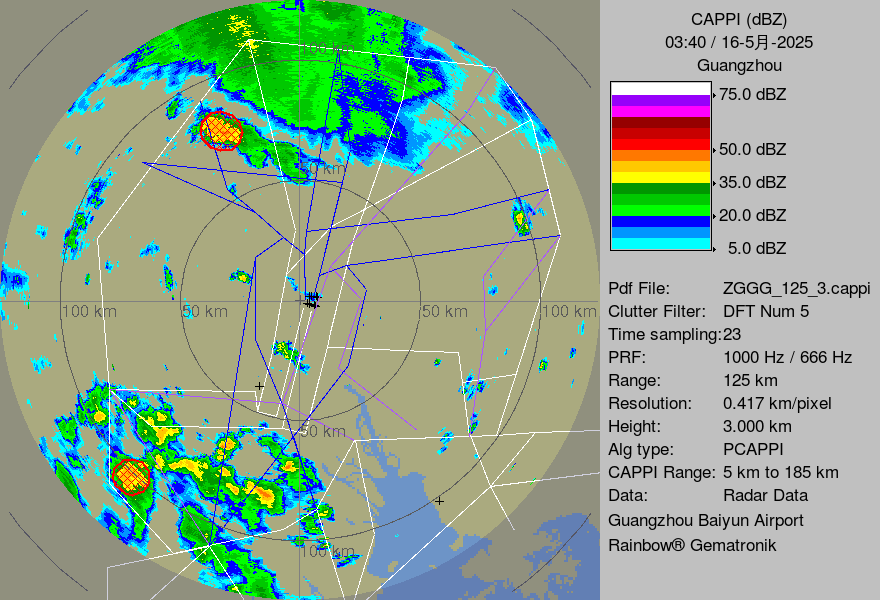 100 km
50 km
100 km
50 km
50 km
100 km
50 km
100 km
CAPPI (dBZ)
03:40 / 16-5月-2025
Guangzhou
75.0 dBZ
50.0 dBZ
35.0 dBZ
20.0 dBZ
5.0 dBZ
Pdf File: ZGGG_125_3.cappi
Clutter Filter: DFT Num 5
Time sampling:23
PRF: 1000 Hz / 666 Hz
Range: 125 km
Resolution: 0.417 km/pixel
Height: 3.000 km
Alg type: PCAPPI
CAPPI Range: 5 km to 185 km
Data: Radar Data
Guangzhou Baiyun Airport
Rainbow® Gematronik